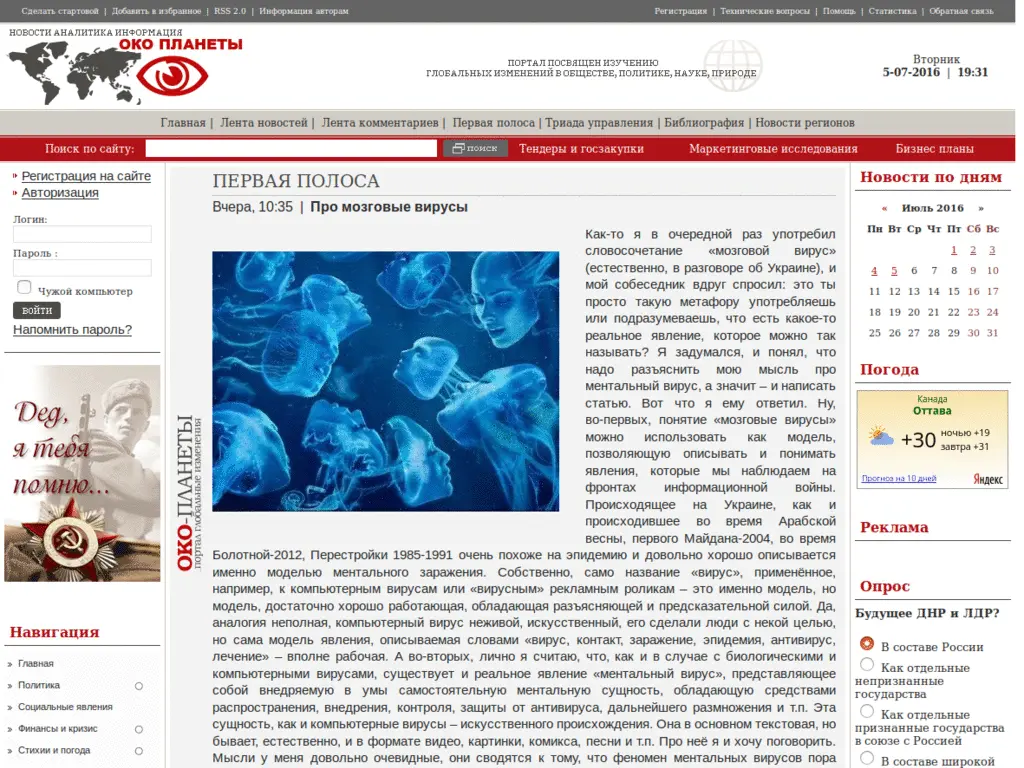 Сделать стартовой | Добавить в избранное | RSS 2.0 | Информация авторам
Регистрация | Технические вопросы | Помощь | Статистика | Обратная связь
НОВОСТИ АНАЛИТИКА ИНФОРМАЦИЯ
ОКО ПЛАНЕТЫ
ПОРТАЛ ПОСВЯЩЕН ИЗУЧЕНИЮ
ГЛОБАЛЬНЫХ ИЗМЕНЕНИЙ В ОБЩЕСТВЕ, ПОЛИТИКЕ, НАУКЕ, ПРИРОДЕ
Вторник
5-07-2016 | 19:31
Главная | Лента новостей | Лента комментариев | Первая полоса | Триада управления | Библиография | Новости регионов
Поиск по сайту: поиск Тендеры и госзакупки Маркетинговые исследования Бизнес планы
Регистрация на сайте
Авторизация
Логин:
Пароль :
Чужой компьютер
войти
Напомнить пароль?
Дед,
я тебя
помню...
Навигация
» Главная
» Политика
» Социальные явления
» Финансы и кризис
» Стихии и погода
ОКО-ПЛАНЕТЫ
портал глобальные изменения
ПЕРВАЯ ПОЛОСА
Вчера, 10:35 | Про мозговые вирусы
Как-то я в очередной раз употребил
словосочетание «мозговой вирус»
(естественно, в разговоре об Украине), и
мой собеседник вдруг спросил: это ты
просто такую метафору употребляешь
или подразумеваешь, что есть какое-то
реальное явление, которое можно так
называть? Я задумался, и понял, что
надо разъяснить мою мысль про
ментальный вирус, а значит – и написать
статью. Вот что я ему ответил. Ну,
во-первых, понятие «мозговые вирусы»
можно использовать как модель,
позволяющую описывать и понимать
явления, которые мы наблюдаем на
фронтах информационной войны.
Происходящее на Украине, как и
происходившее во время Арабской
весны, первого Майдана-2004, во время
Болотной-2012, Перестройки 1985-1991 очень похоже на эпидемию и довольно хорошо описывается
именно моделью ментального заражения. Собственно, само название «вирус», применённое,
например, к компьютерным вирусам или «вирусным» рекламным роликам – это именно модель, но
модель, достаточно хорошо работающая, обладающая разъясняющей и предсказательной силой. Да,
аналогия неполная, компьютерный вирус неживой, искусственный, его сделали люди с некой целью,
но сама модель явления, описываемая словами «вирус, контакт, заражение, эпидемия, антивирус,
лечение» – вполне рабочая. А во-вторых, лично я считаю, что, как и в случае с биологическими и
компьютерными вирусами, существует и реальное явление «ментальный вирус», представляющее
собой внедряемую в умы самостоятельную ментальную сущность, обладающую средствами
распространения, внедрения, контроля, защиты от антивируса, дальнейшего размножения и т.п. Эта
сущность, как и компьютерные вирусы – искусственного происхождения. Она в основном текстовая, но
бывает, естественно, и в формате видео, картинки, комикса, песни и т.п. Про неё я и хочу поговорить.
Мысли у меня довольно очевидные, они сводятся к тому, что феномен ментальных вирусов пора
Новости по дням
« Июль 2016 »
Пн Вт Ср Чт Пт Сб Вс
1 2 3
4 5 6 7 8 9 10
11 12 13 14 15 16 17
18 19 20 21 22 23 24
25 26 27 28 29 30 31
Погода
Канада
Оттава
+30 ночью +19
завтра +31
Прогноз на 10 дней Яндекс
Реклама
Опрос
Будущее ДНР и ЛДР?
В составе России
Как отдельные
непризнанные
государства
Как отдельные
признанные государства
в союзе с Россией
В составе широкой